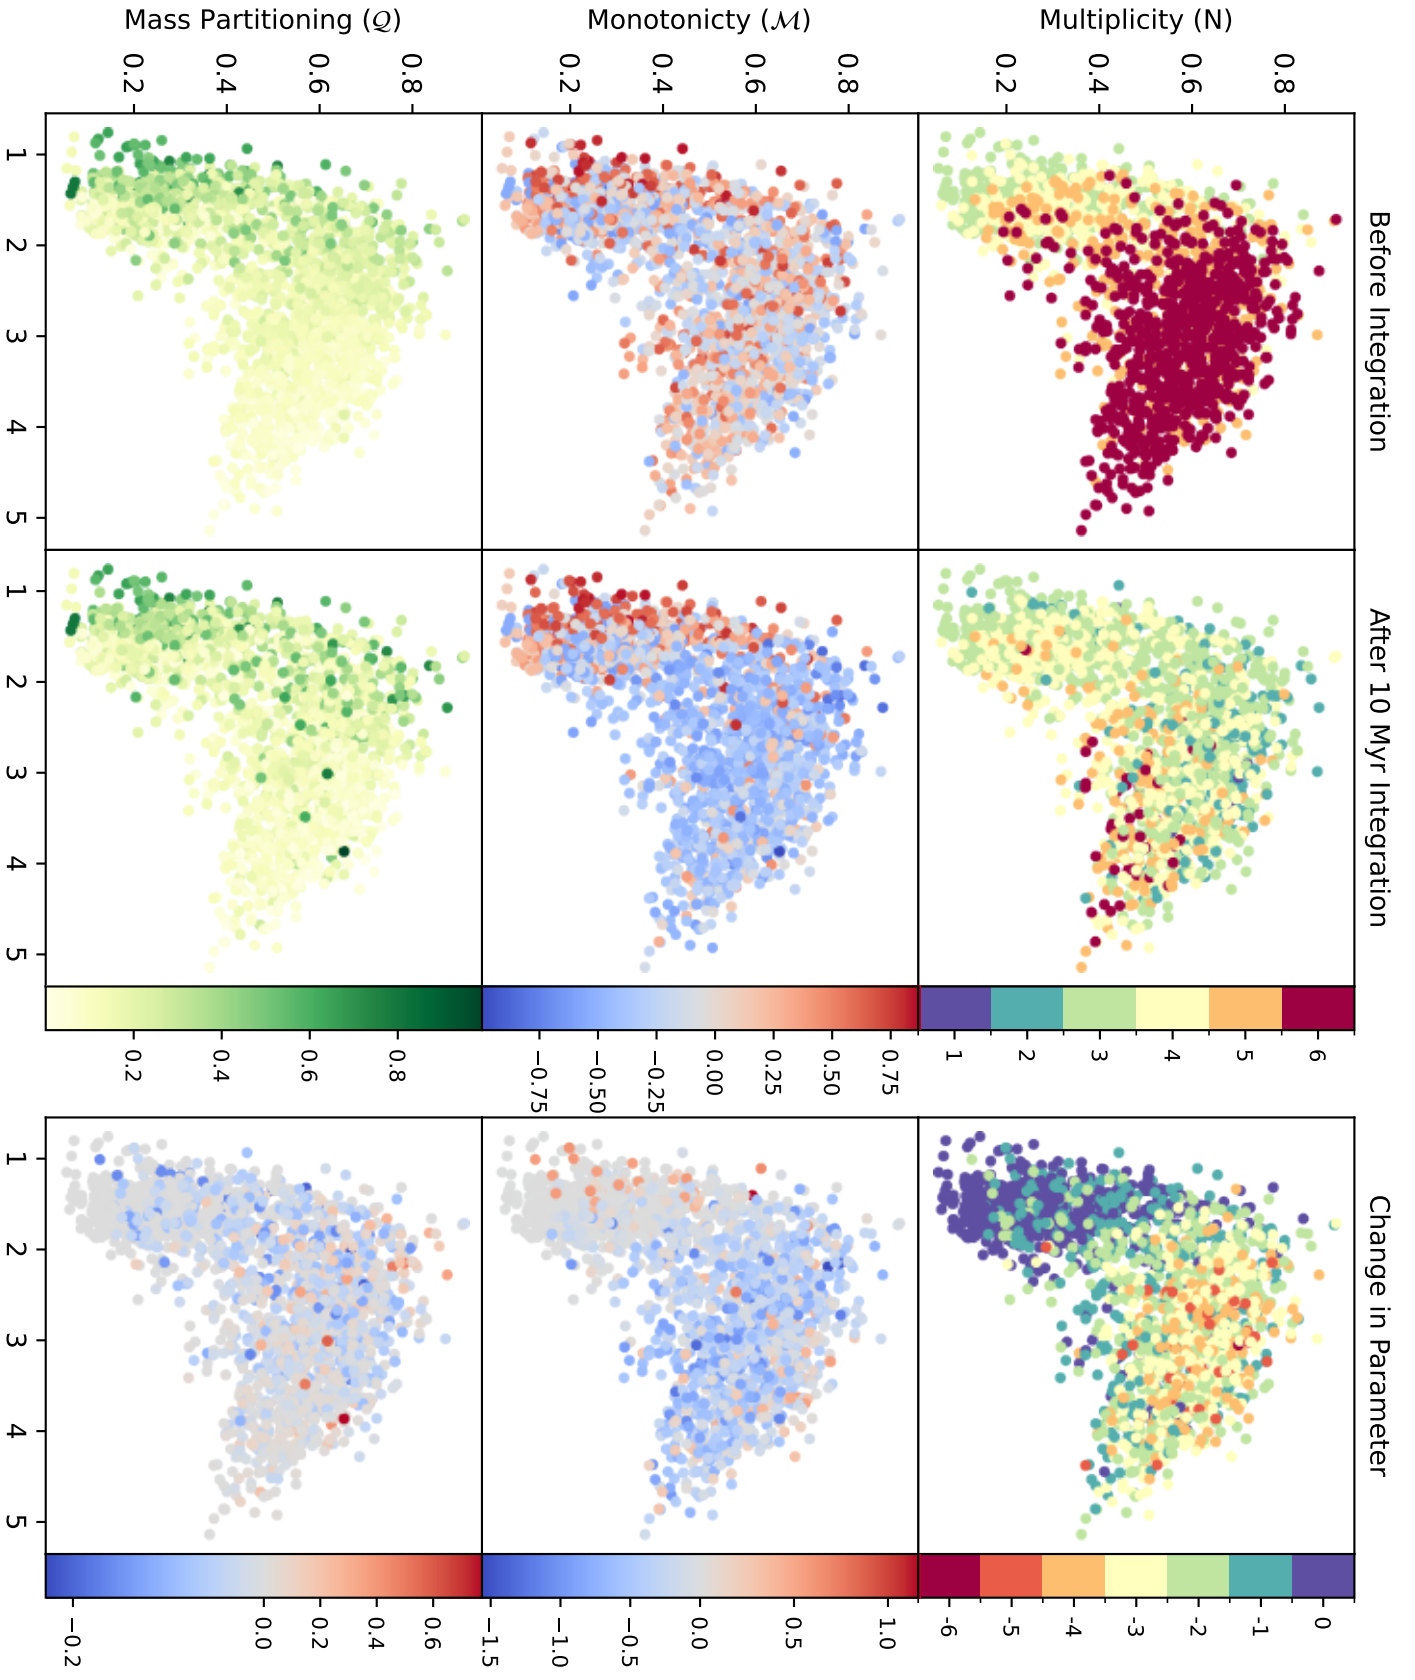 Mass Partitioning (𝒬)
Monotonicty (ℳ)
Multiplicity (N)
0.2 0.4 0.6 0.8
0.2 0.4 0.6 0.8
0.2 0.4 0.6 0.8
Before Integration
1
2
3
4
5
After 10 Myr Integration
1
2
3
4
5
0.2 0.4 0.6 0.8
−0.75 −0.50 −0.25 0.00 0.25 0.50 0.75
1 2 3 4 5 6
Change in Parameter
1
2
3
4
5
−0.2 0.0 0.2 0.4 0.6
−1.5 −1.0 −0.5 0.0 0.5 1.0
-6 -5 -4 -3 -2 -1 0